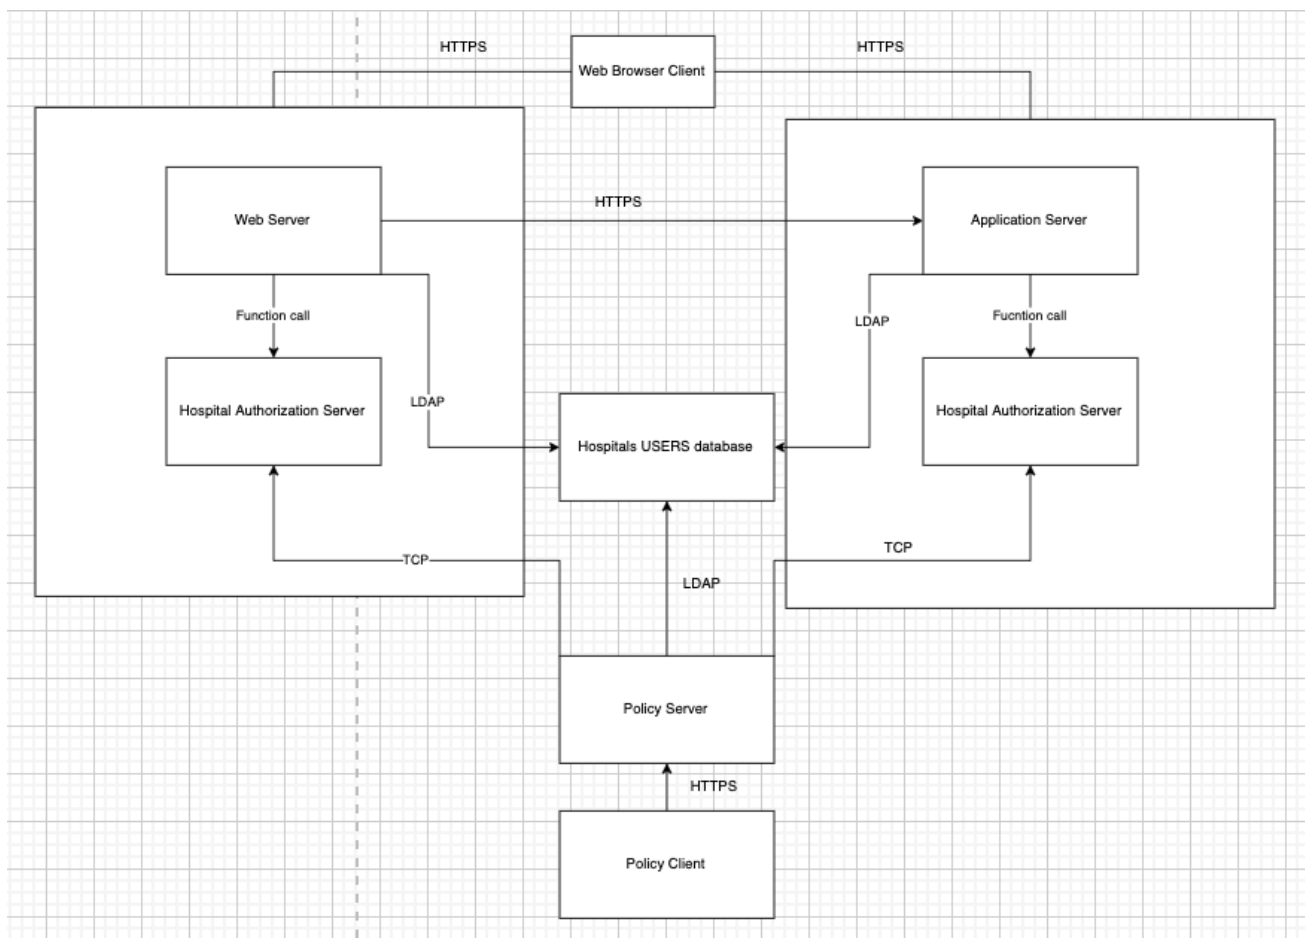 HTTPS
HTTPS
Web Browser Client
HTTPS
Web Server
Application Server
Function call
LDAP
Fucntion call
Hospital Authorization Server
LDAP
Hospital Authorization Server
Hospitals USERS database
TCP
TCP
LDAP
Policy Server
HTTPS
Policy Client